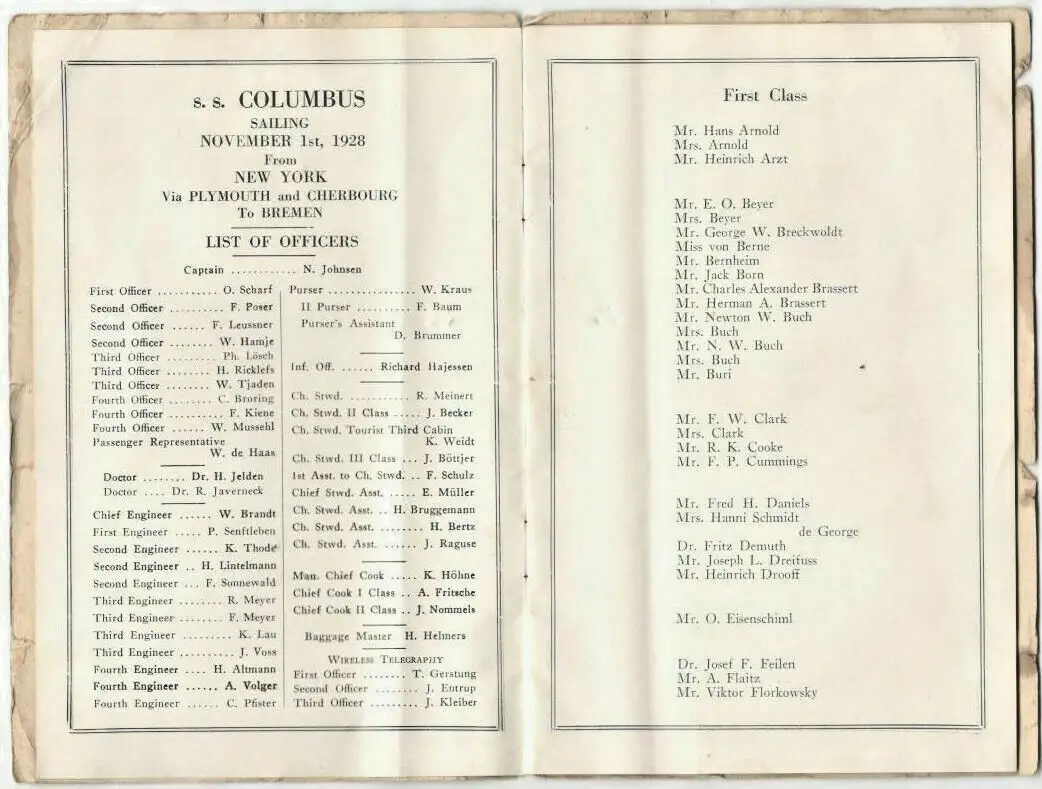 s. s. COLUMBUS
SAILING
NOVEMBER 1st, 1928
From
NEW YORK
Via PLYMOUTH and CHERBOURG
To BREMEN
LIST OF OFFICERS
Captain ............ N. Johnsen
First Officer ........... O. Scharf
Second Officer .......... F. Poser
Second Officer ...... F. Leussner
Second Officer ...... W. Hamje
Third Officer ......... Ph. Lösch
Third Officer ........ H. Ricklefs
Third Officer ........ W. Tjaden
Fourth Officer ........ C. Broring
Fourth Officer .......... F. Kiene
Fourth Officer ...... W. Mussehl
Passenger Representative
W. de Haas
Doctor ........ Dr. H. Jelden
Doctor .... Dr. R. Javerneck
Chief Engineer ...... W. Brandt
First Engineer ..... P. Senftleben
Second Engineer ...... K. Thode
Second Engineer .. H. Lintelmann
Second Engineer ... F. Sonnewald
Third Engineer ........ R. Meyer
Third Engineer ........ F. Meyer
Third Engineer ......... K. Lau
Third Engineer .......... J. Voss
Fourth Engineer .... H. Altmann
Fourth Engineer ...... A. Volger
Fourth Engineer ...... C. Pfister
Purser ................ W. Kraus
II Purser .......... F. Baum
Purser's Assistant
D. Brummer
Inf. Off. ...... Richard Hajessen
Ch. Stwd. ........... R. Meinert
Ch. Stwd. II Class ..... J. Becker
Ch. Stwd. Tourist Third Cabin
K. Weidt
Ch. Stwd. III Class ... J. Böttjer
1st Asst. to Ch. Stwd. .. F. Schulz
Chief Stwd. Asst. ..... E. Müller
Ch. Stwd. Asst. .. H. Bruggemann
Ch. Stwd. Asst. ........ H. Bertz
Ch. Stwd. Asst. ...... J. Raguse
Man. Chief Cook ..... K. Höhne
Chief Cook I Class .. A. Fritsche
Chief Cook II Class .. J. Nommels
Baggage Master H. Helmers
WIRELESS TELEGRAPHY
First Officer ........ T. Gerstung
Second Officer ........ J. Entrup
Third Officer ......... J. Kleiber
First Class
Mr. Hans Arnold
Mrs. Arnold
Mr. Heinrich Arzt
Mr. E. O. Beyer
Mrs. Beyer
Mr. George W. Breckwoldt
Miss von Berne
Mr. Bernheim
Mr. Jack Born
Mr. Charles Alexander Brassert
Mr. Herman A. Brassert
Mr. Newton W. Buch
Mrs. Buch
Mr. N. W. Buch
Mrs. Buch
Mr. Buri
Mr. F. W. Clark
Mrs. Clark
Mr. R. K. Cooke
Mr. F. P. Cummings
Mr. Fred H. Daniels
Mrs. Hanni Schmidt
de George
Dr. Fritz Demuth
Mr. Joseph L. Dreifuss
Mr. Heinrich Drooff
Mr. O. Eisenschiml
Dr. Josef F. Feilen
Mr. A. Flaitz
Mr. Viktor Florkowsky